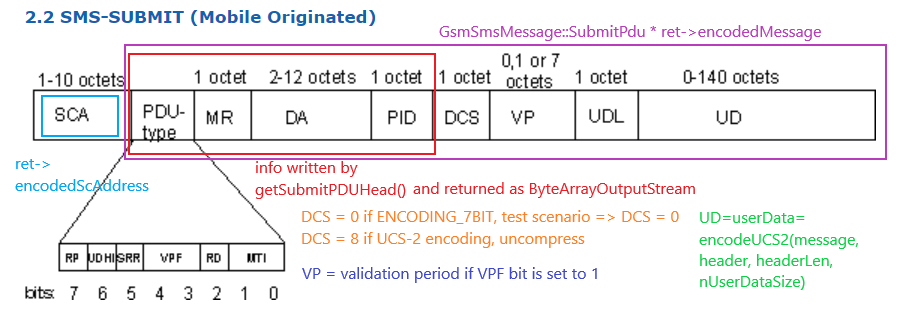 2.2 SMS-SUBMIT (Mobile Originated)
GsmSmsMessage::SubmitPdu * ret->encodedMessage
1-10 octets
1 octet
2-12 octets
1 octet
1 octet
0,1 or 7
octets
1 octet
0-140 octets
SCA
PDU-
type
MR
DA
PID
DCS
VP
UDL
UD
ret->
encodedScAddress
info written by
getSubmitPDUHead() and returned as ByteArrayOutputStream
DCS = 0 if ENCODING_7BIT, test scenario => DCS = 0
DCS = 8 if UCS-2 encoding, uncompress
VP = validation period if VPF bit is set to 1
UD=userData=
encodeUCS2(message,
header, headerLen,
nUserDataSize)
RP UDHI SRR VPF RD MTI
bits: 7 6 5 4 3 2 1 0